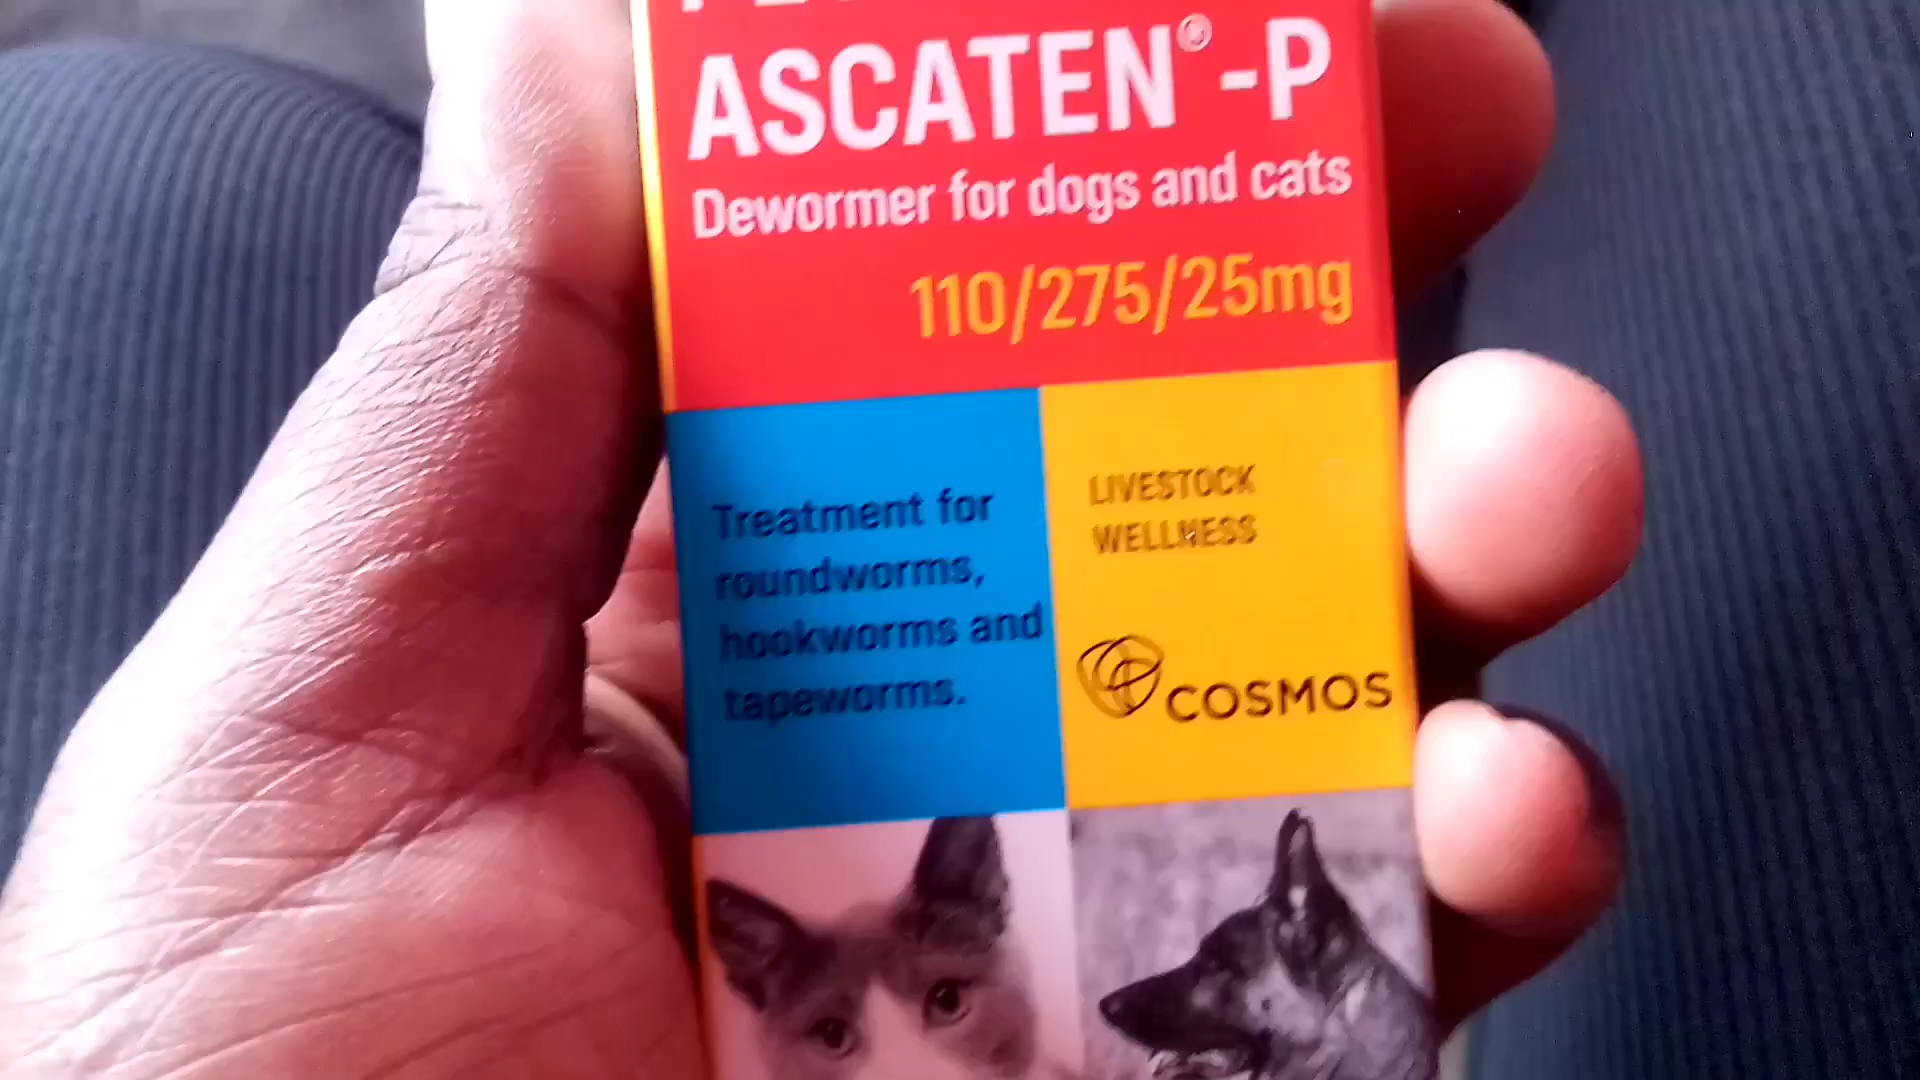 ASCATEN® -P
Dewormer for dogs and cats
110/275/25mg
Treatment for
roundworms,
hookworms and
tapeworms.
LIVESTOCK
WELLNESS
COSMOS